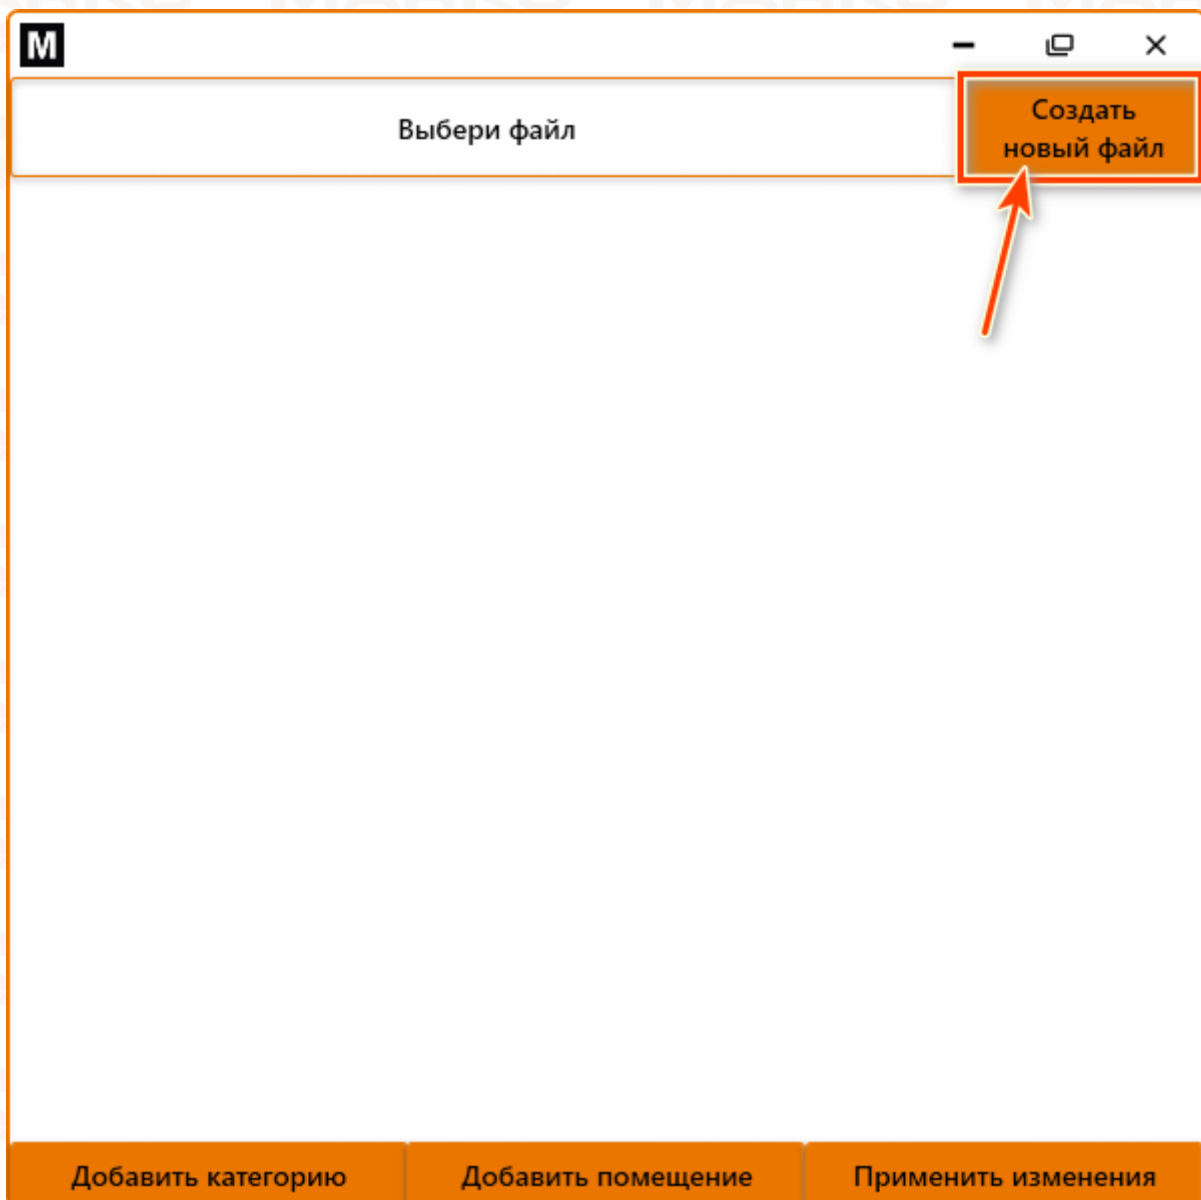 M
Выбери файл
Создать
новый файл
Добавить категорию
Добавить помещение
Применить изменения